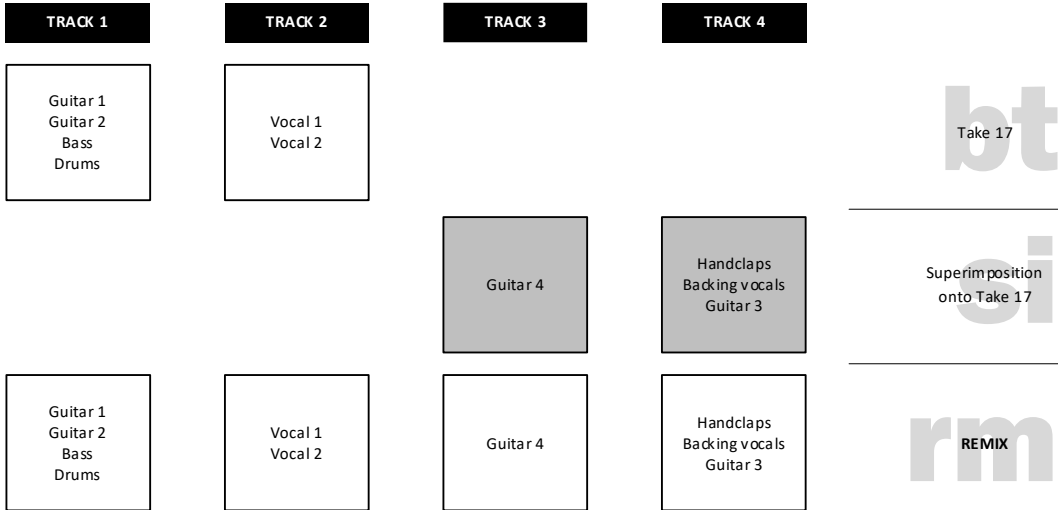 TRACK 1
TRACK 2
TRACK 3
TRACK 4
Guitar 1
Guitar 2
Bass
Drums
Vocal 1
Vocal 2
bt
Take 17
Guitar 4
Handclaps
Backing vocals
Guitar 3
si
Superimposition
onto Take 17
Guitar 1
Guitar 2
Bass
Drums
Vocal 1
Vocal 2
Guitar 4
Handclaps
Backing vocals
Guitar 3
rm
REMIX